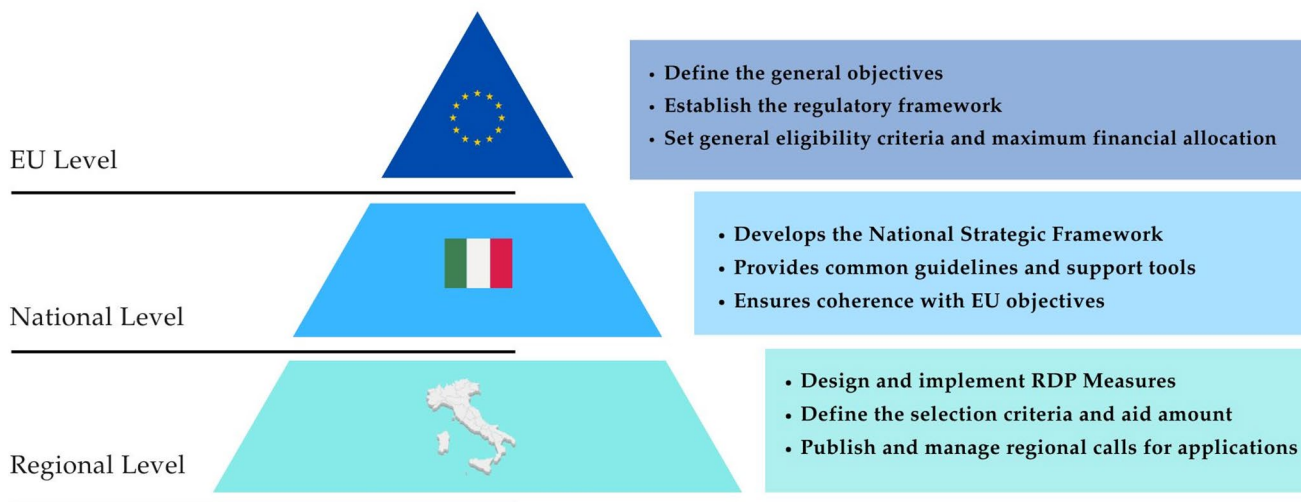 EU Level
• Define the general objectives
• Establish the regulatory framework
• Set general eligibility criteria and maximum financial allocation
National Level
• Develops the National Strategic Framework
• Provides common guidelines and support tools
• Ensures coherence with EU objectives
Regional Level
• Design and implement RDP Measures
• Define the selection criteria and aid amount
• Publish and manage regional calls for applications